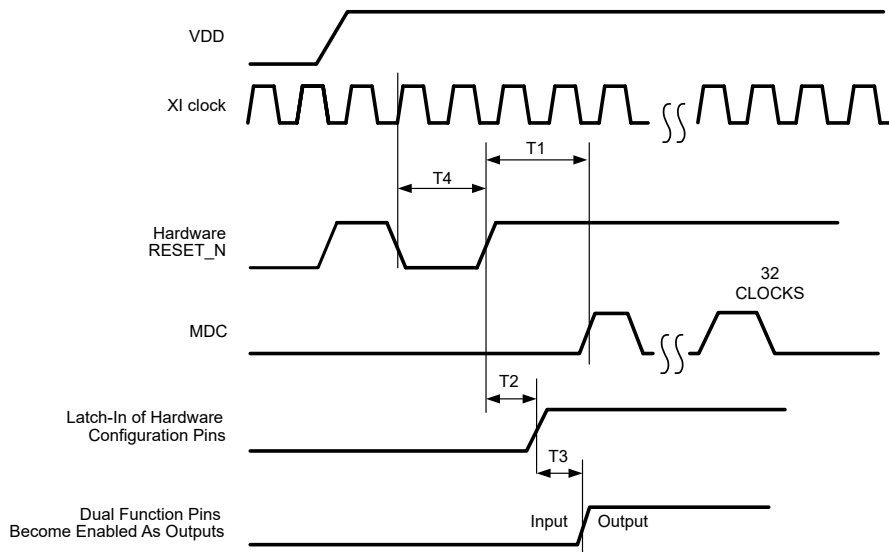 VDD
XI clock
T1
T4
Hardware
RESET_N
32
CLOCKS
MDC
T2
Latch-In of Hardware
Configuration Pins
T3
Dual Function Pins
Become Enabled As Outputs
Input
Output